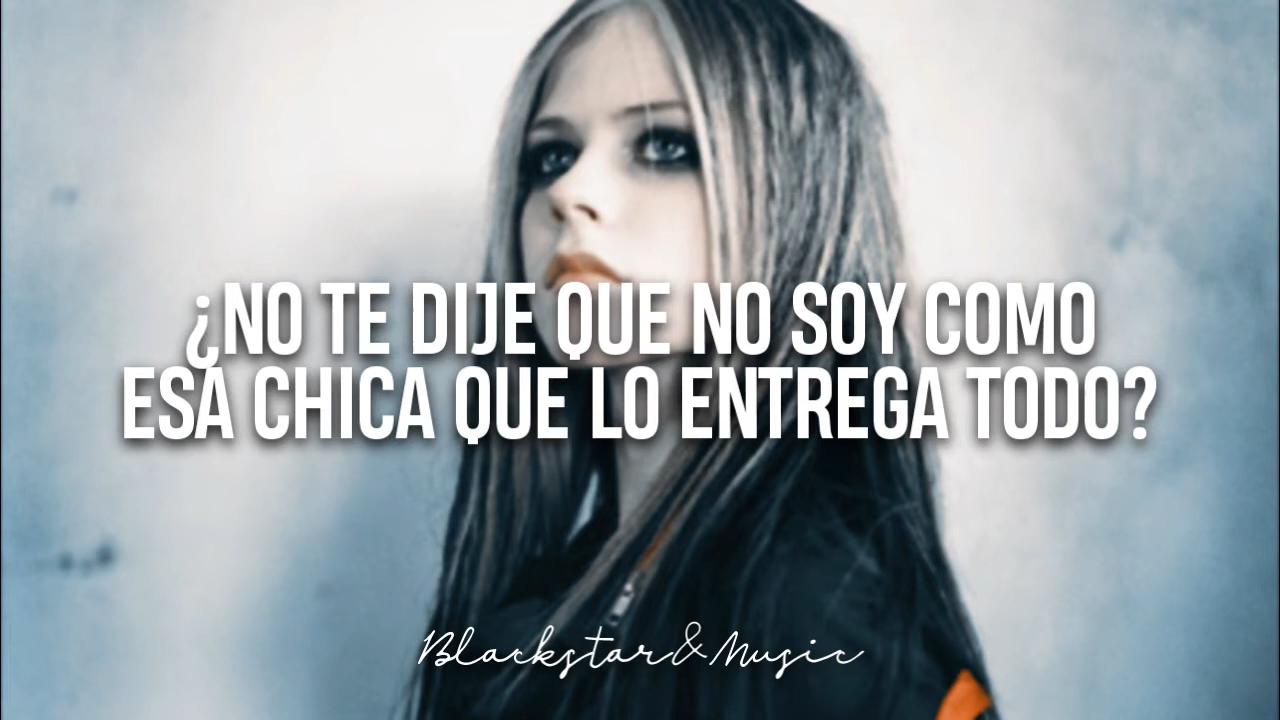 ¿NO TE DIJE QUE NO SOY COMO
ESA CHICA QUE LO ENTREGA TODO?
Blackstar&Music